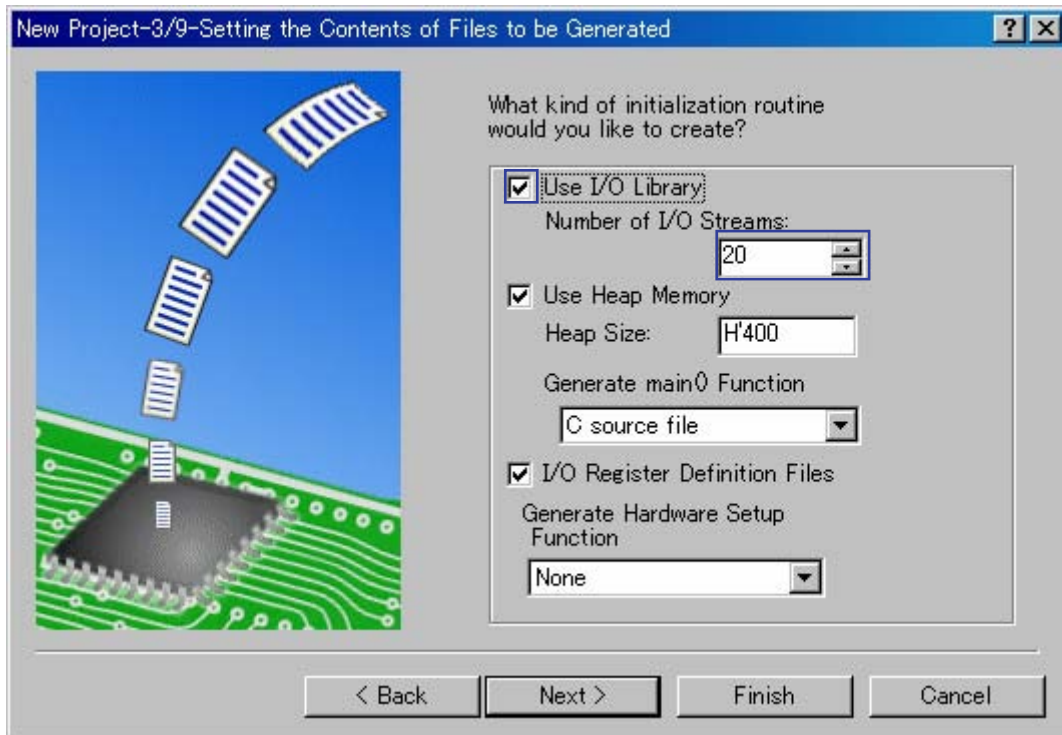 New Project-3/9-Setting the Contents of Files to be Generated
What kind of initialization routine
would you like to create?
Use I/O Library
Number of I/O Streams:
20
Use Heap Memory
Heap Size:
H'400
Generate main() Function
C source file
I/O Register Definition Files
Generate Hardware Setup
Function
None
< Back
Next >
Finish
Cancel